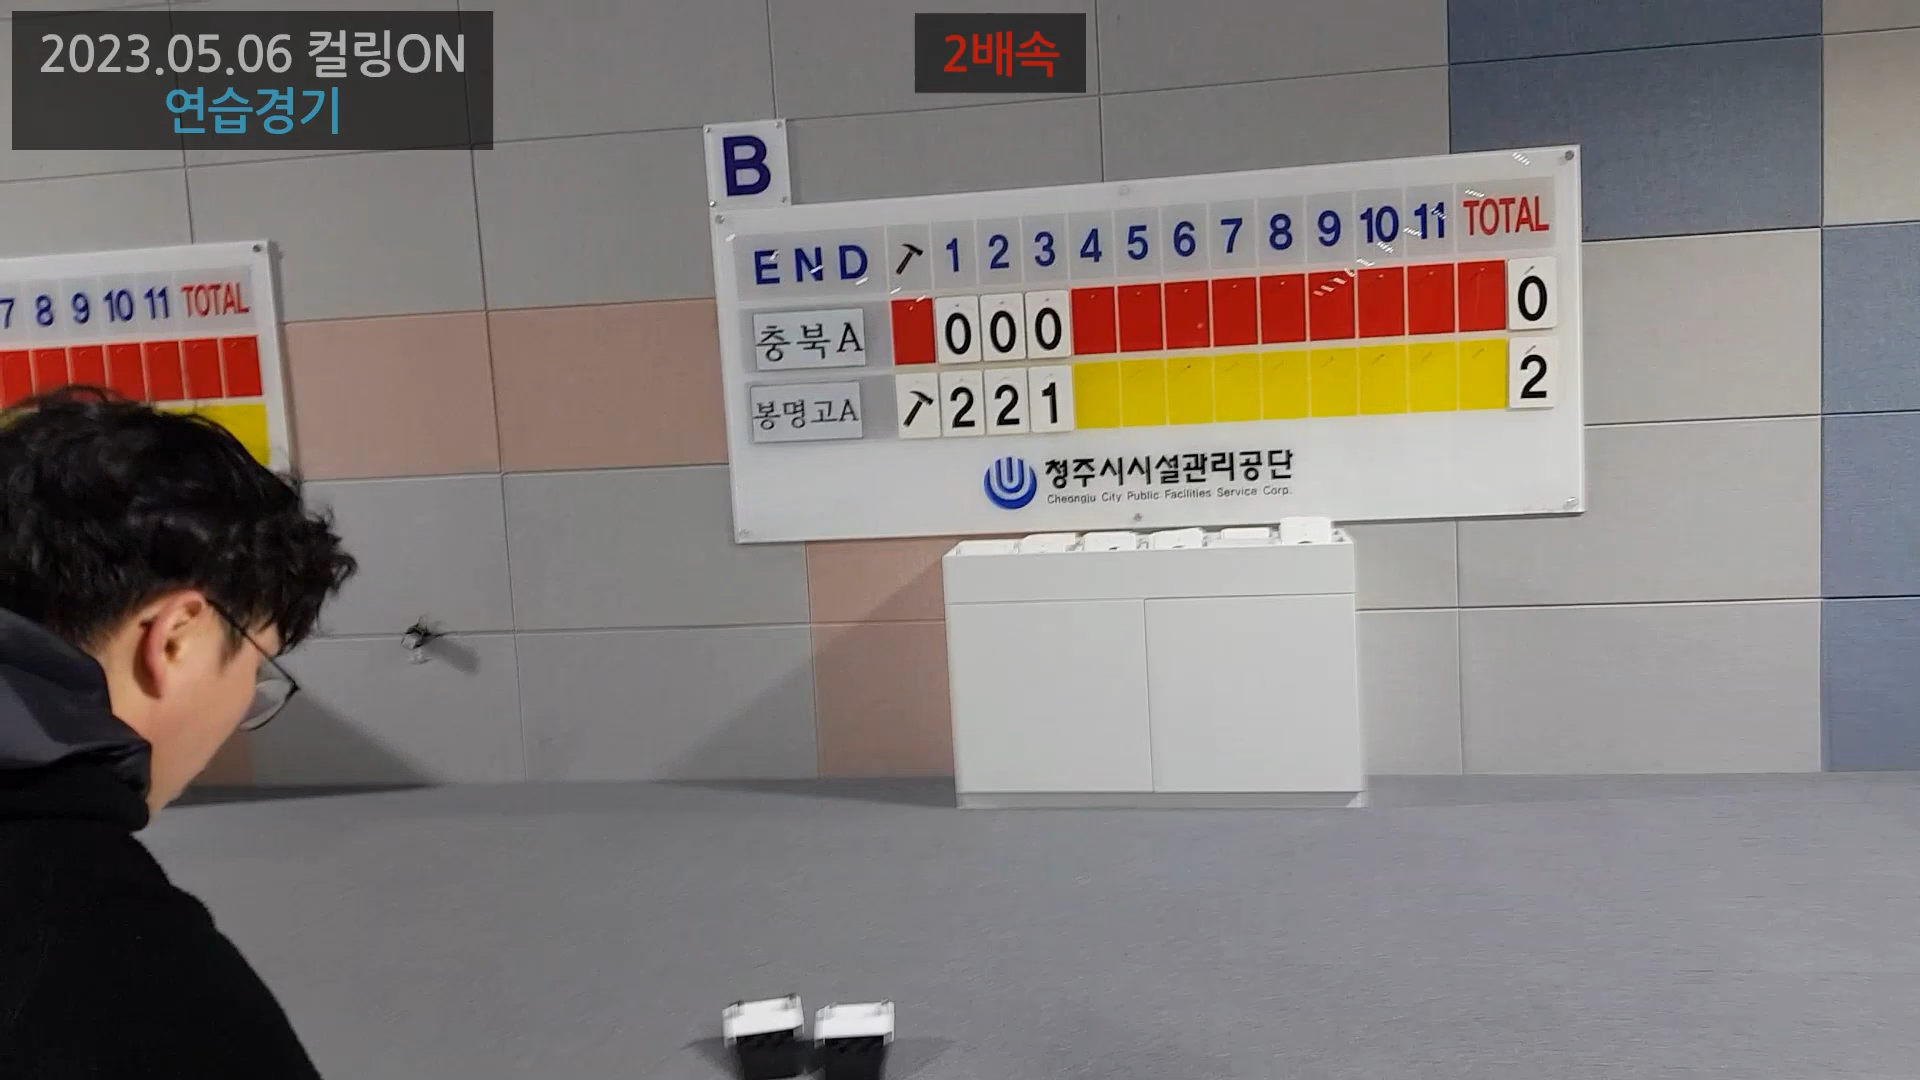 2023.05.06 컬링ON
연습경기
2배속
B
END 1 2 3 4 5 6 7 8 9 10 11 TOTAL
충북A 0 0 0 0
봉명고A 2 2 1 2
청주시시설관리공단
Cheongju City Public Facilities Service Corp.
7 8 9 10 11 TOTAL